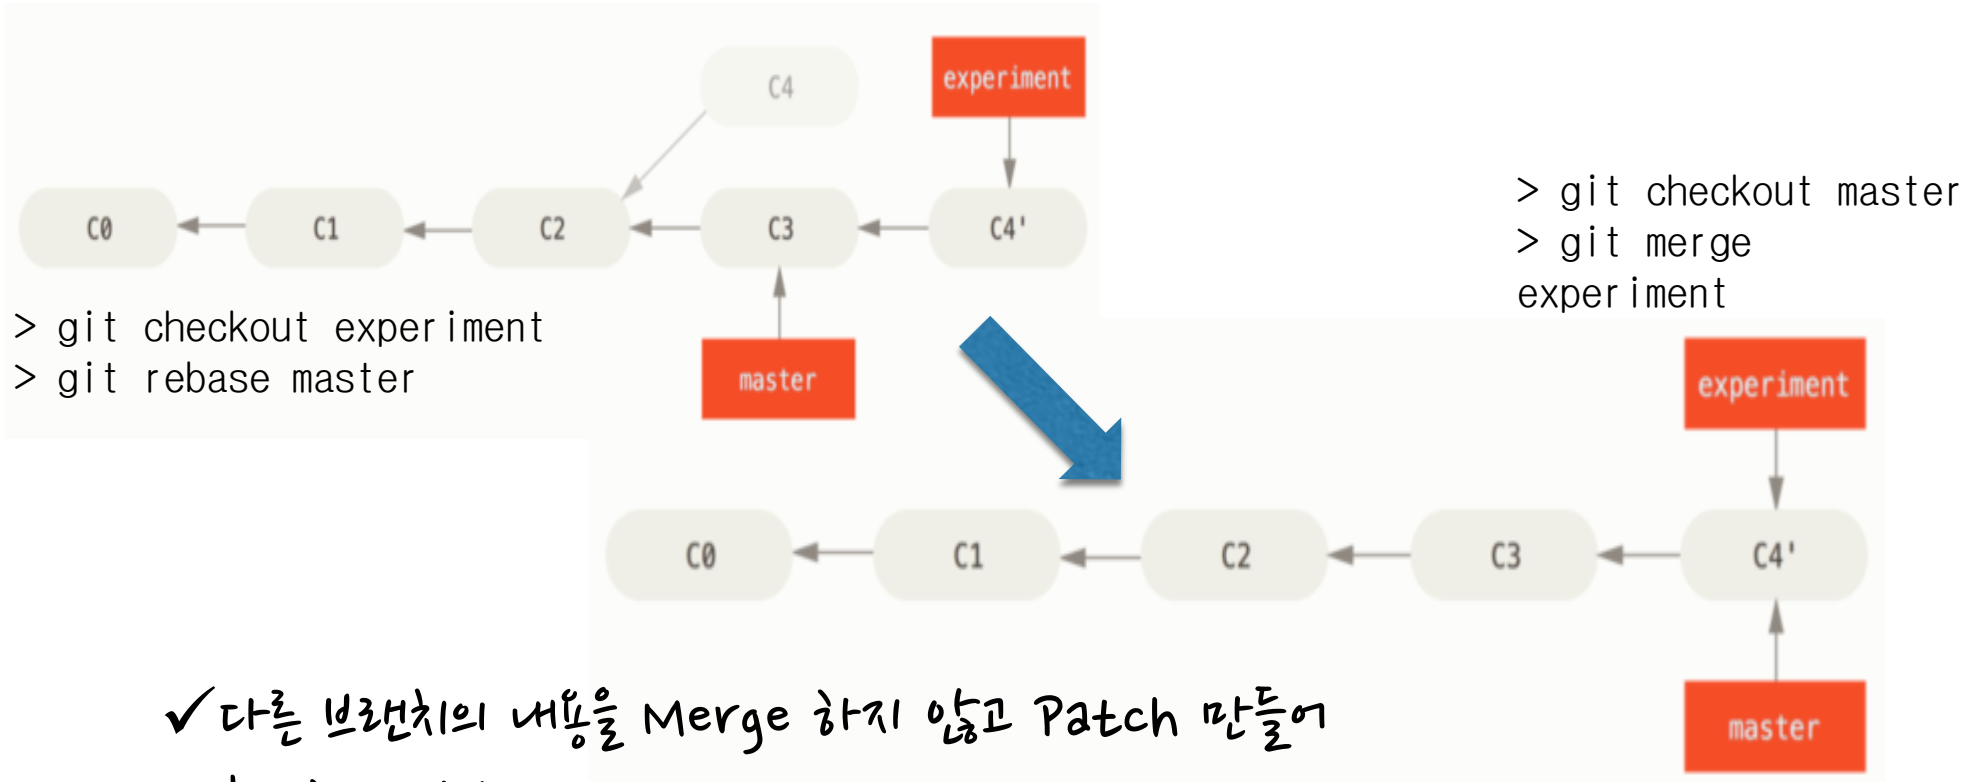 C4
experiment
C0
C1
C2
C3
C4'
master
> git checkout experiment
> git rebase master
> git checkout master
> git merge
experiment
experiment
C0
C1
C2
C3
C4'
master
✓다른 브랜치의 내용을 Merge 하지 않고 Patch 만들어